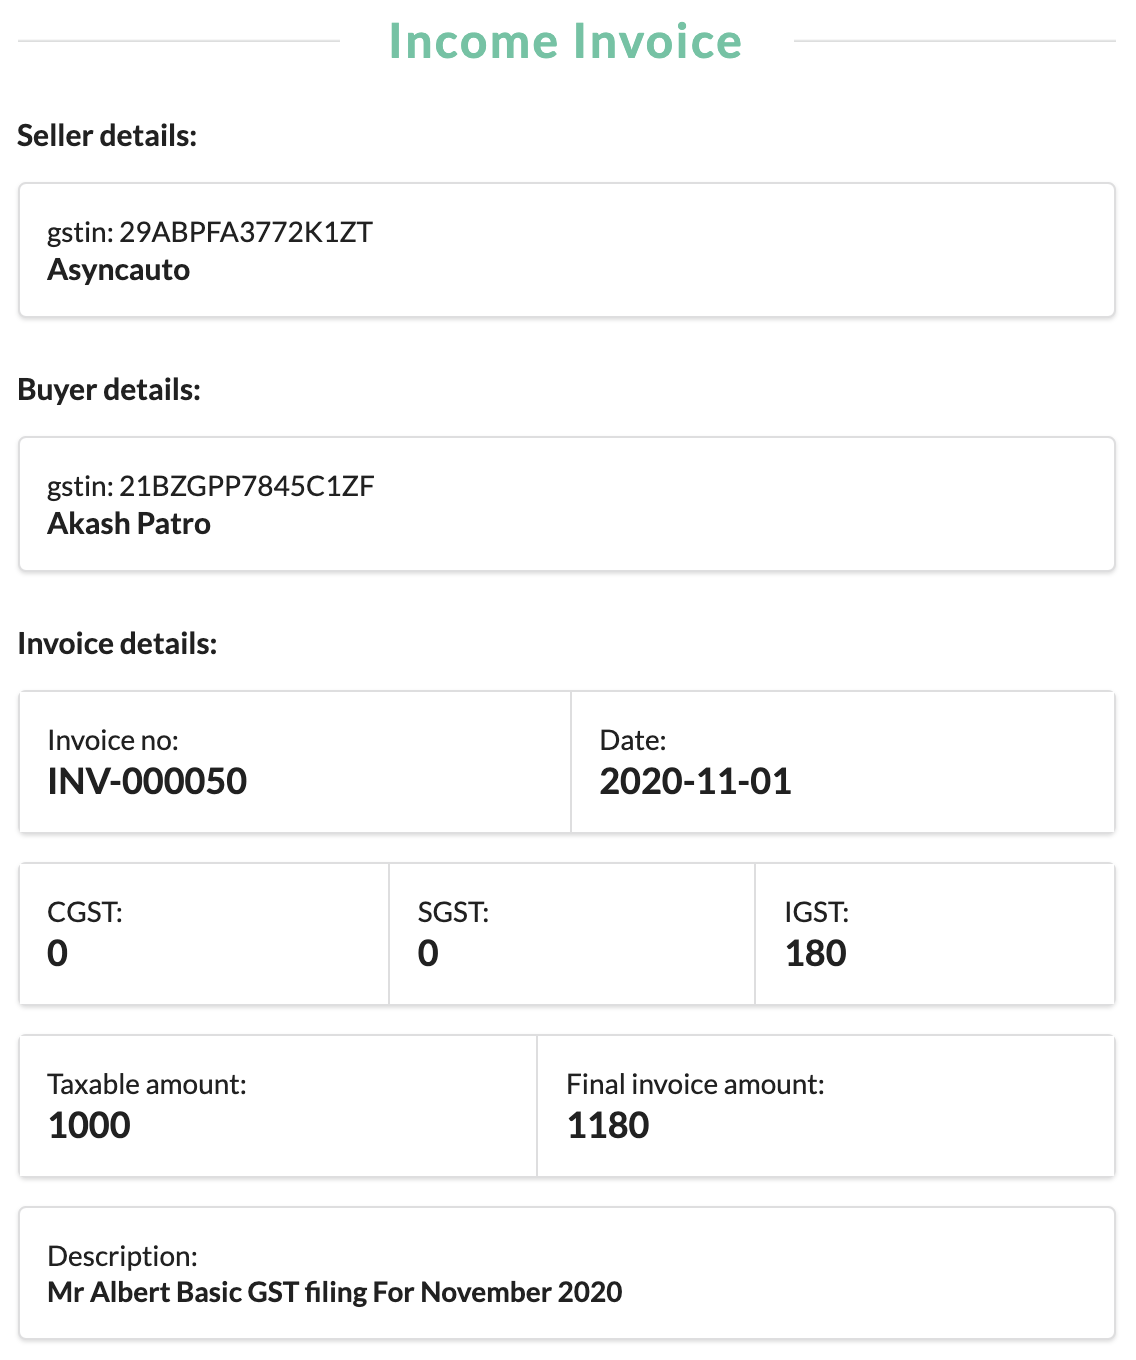 Income Invoice
Seller details:
gstin: 29ABPFA3772K1ZT
Asyncauto
Buyer details:
gstin: 21BZGPP7845C1ZF
Akash Patro
Invoice details:
Invoice no:
INV-000050
Date:
2020-11-01
CGST:
0
SGST:
0
IGST:
180
Taxable amount:
1000
Final invoice amount:
1180
Description:
Mr Albert Basic GST filing For November 2020